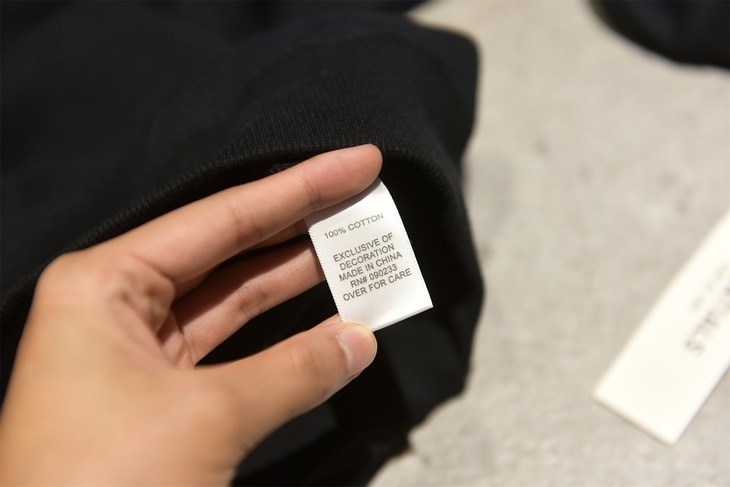 100% COTTON
EXCLUSIVE OF
DECORATION
MADE IN CHINA
RN# 090233
OVER FOR CARE